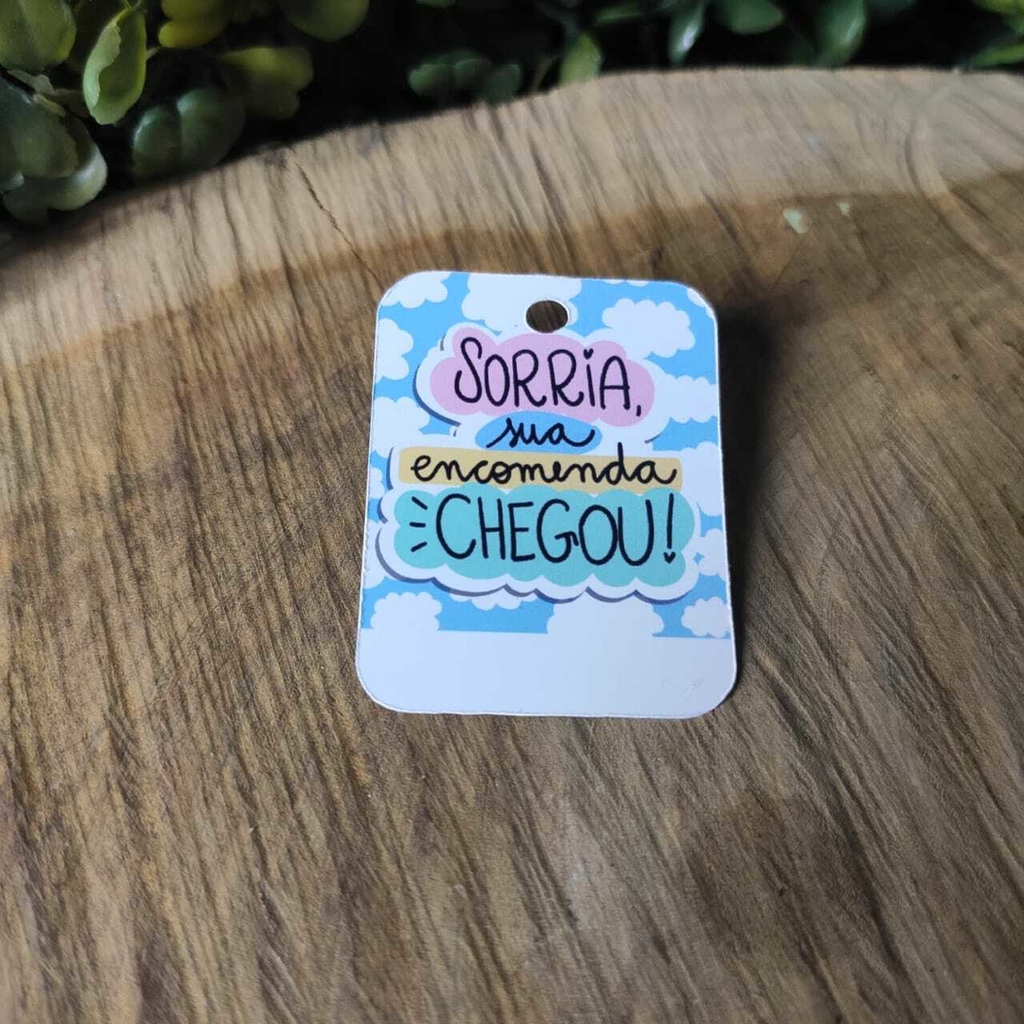 SORRiA,
sua
encomenda
CHEGOU!